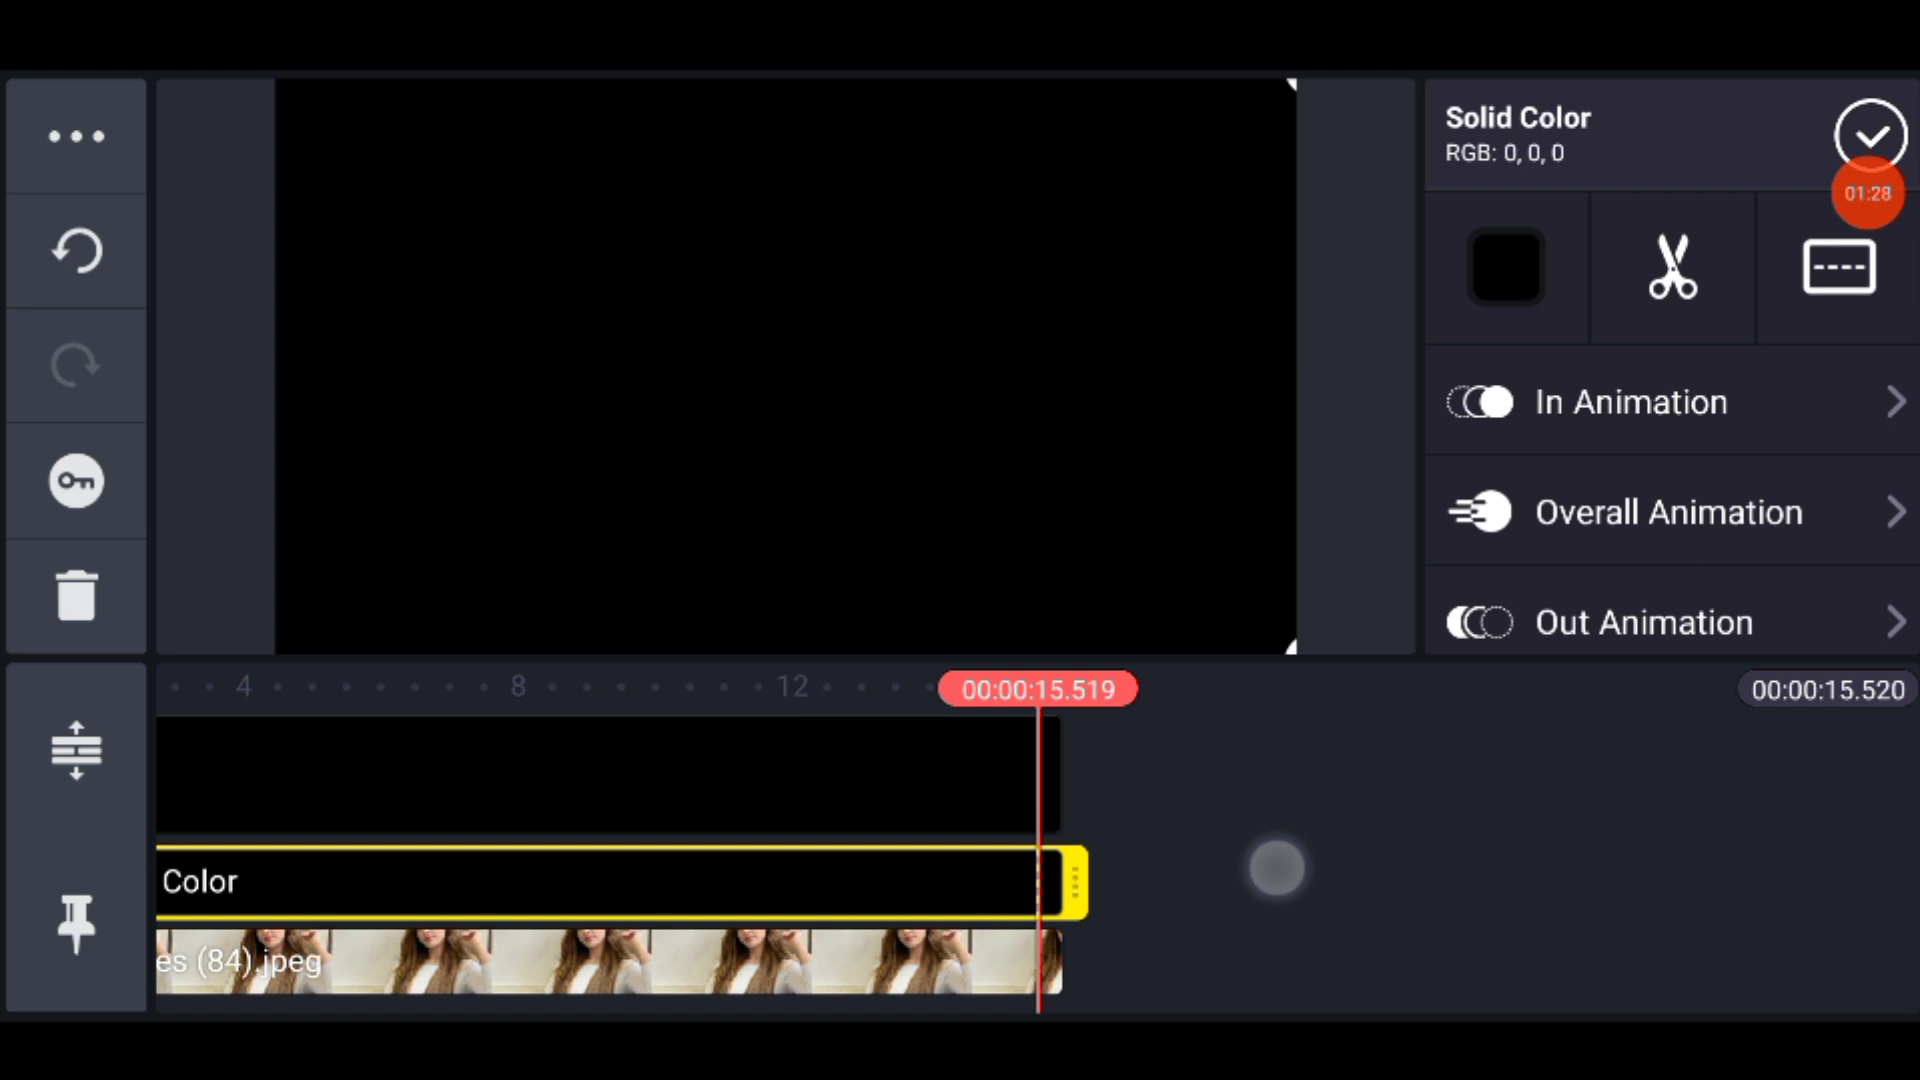 Solid Color
RGB: 0, 0, 0
01:28
In Animation
Overall Animation
Out Animation
4
8
12
00:00:15.519
00:00:15.520
Color
es (84).jpeg